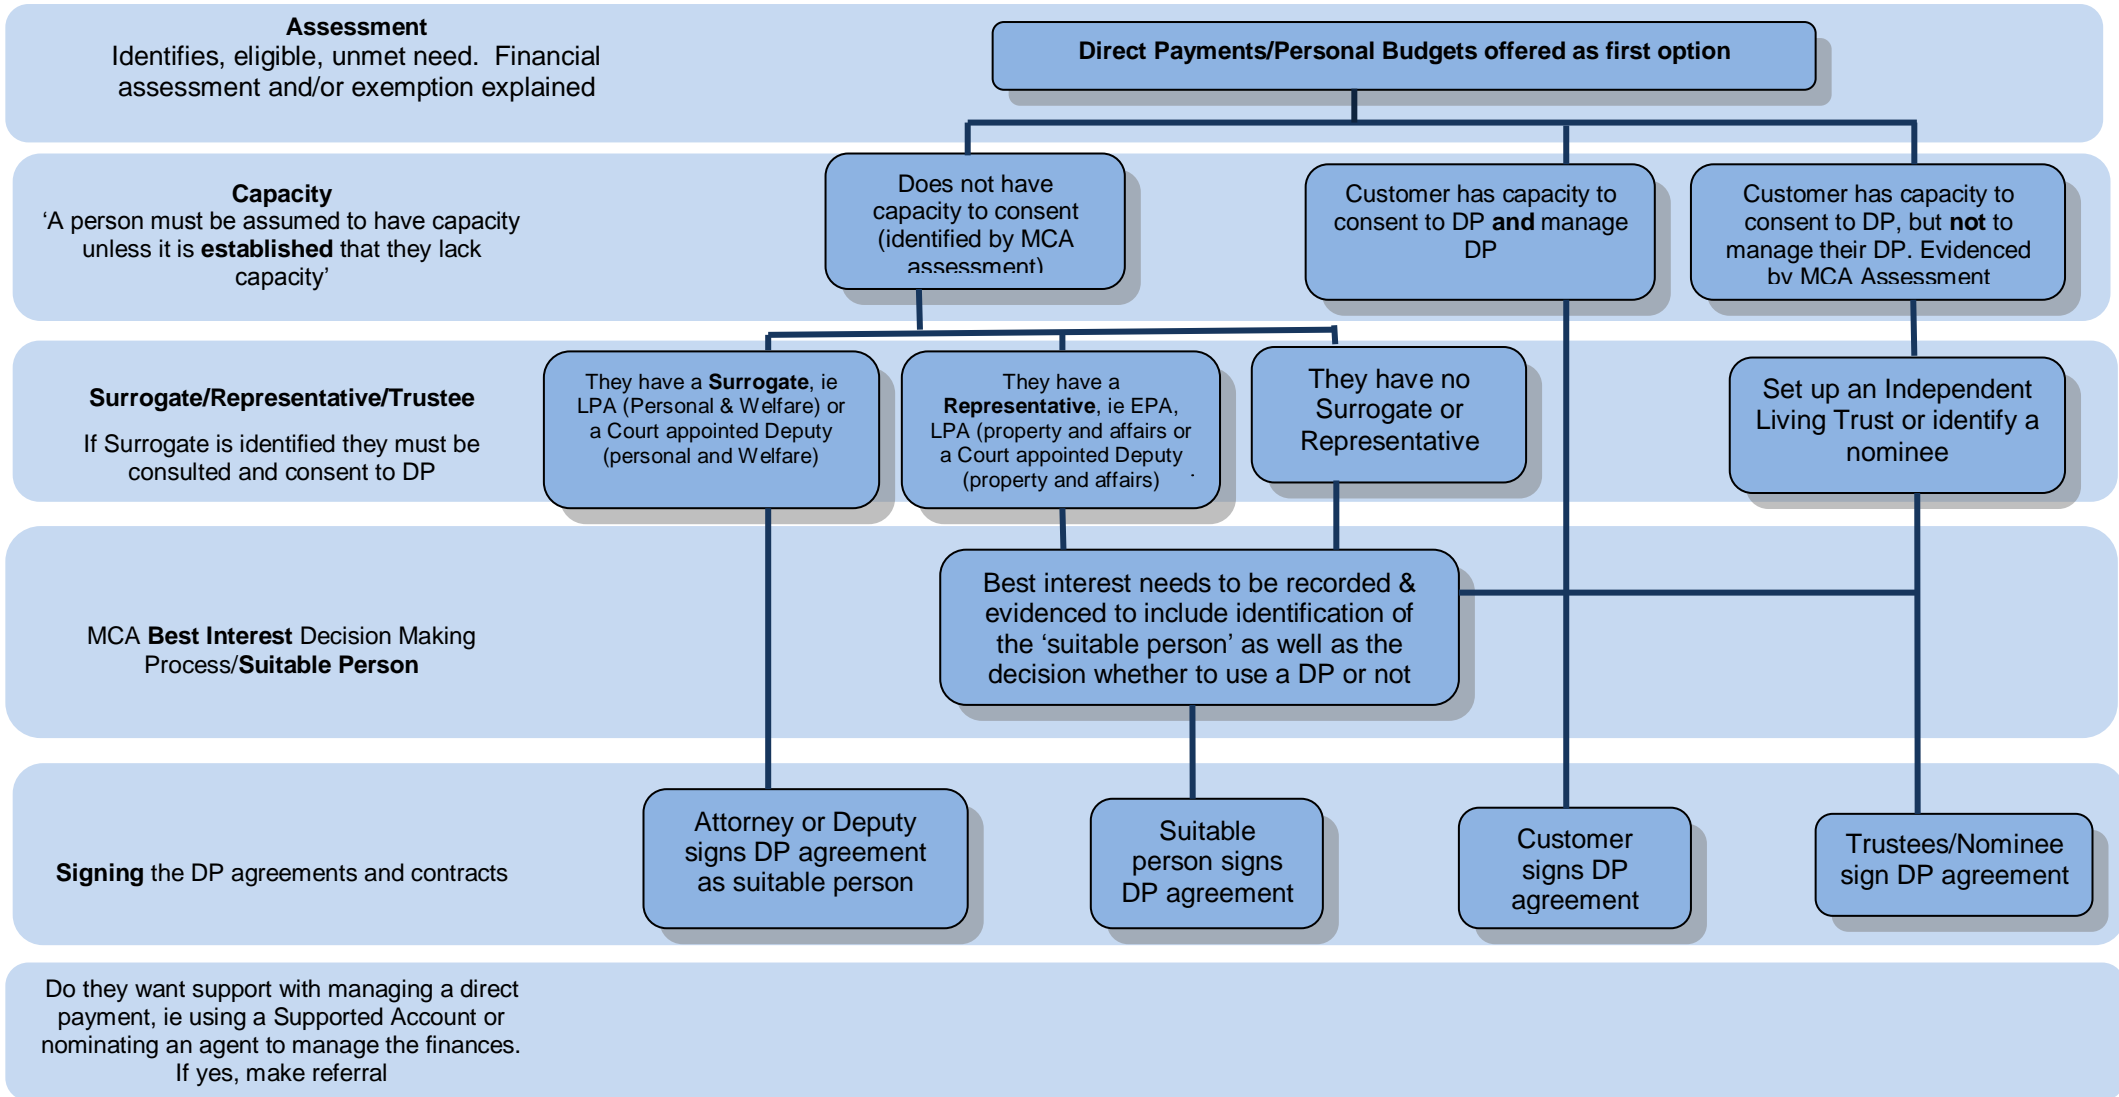 Assessment
Identifies, eligible, unmet need.  Financial
assessment and/or exemption explained
Direct Payments/Personal Budgets offered as first option
Capacity
‘A person must be assumed to have capacity
unless it is established that they lack
capacity’
Does not have
capacity to consent
(identified by MCA
assessment)
Customer has capacity to
consent to DP and manage
DP
Customer has capacity to
consent to DP, but not to
manage their DP. Evidenced
by MCA Assessment
Surrogate/Representative/Trustee
If Surrogate is identified they must be
consulted and consent to DP
They have a Surrogate, ie
LPA (Personal & Welfare) or
a Court appointed Deputy
(personal and Welfare)
They have a
Representative, ie EPA,
LPA (property and affairs or
a Court appointed Deputy
(property and affairs)
They have no
Surrogate or
Representative
Set up an Independent
Living Trust or identify a
nominee
MCA Best Interest Decision Making
Process/Suitable Person
Best interest needs to be recorded &
evidenced to include identification of
the ‘suitable person’ as well as the
decision whether to use a DP or not
Signing the DP agreements and contracts
Attorney or Deputy
signs DP agreement
as suitable person
Suitable
person signs
DP agreement
Customer
signs DP
agreement
Trustees/Nominee
sign DP agreement
Do they want support with managing a direct
payment, ie using a Supported Account or
nominating an agent to manage the finances.
If yes, make referral